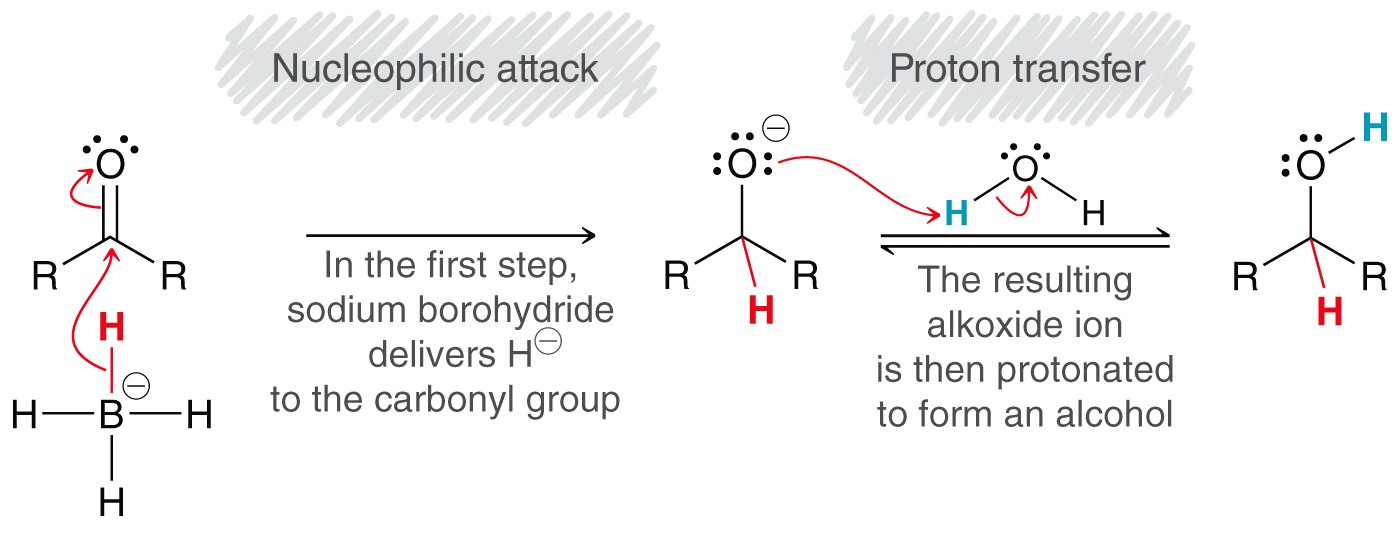 Nucleophilic attack
Proton transfer
O
R R
H
H B⊖ H
H
In the first step,
sodium borohydride
delivers H⊖
to the carbonyl group
O⊖
R R
H
O
H H
The resulting
alkoxide ion
is then protonated
to form an alcohol
O H
R R
H